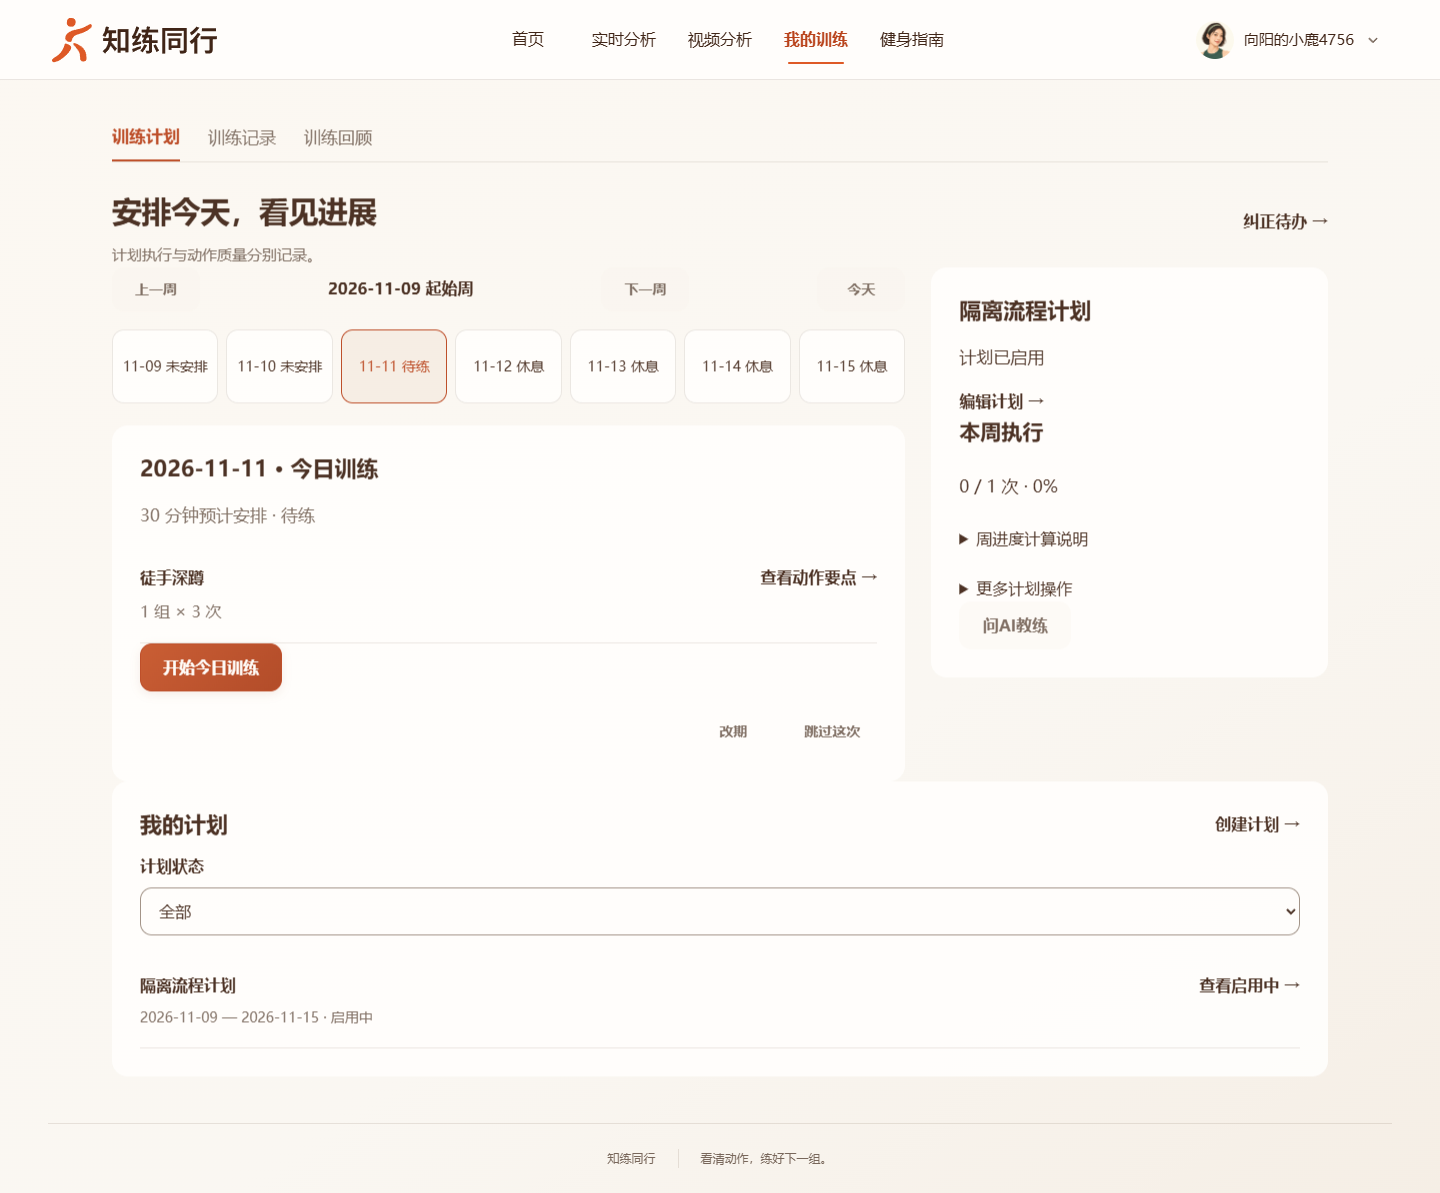 知练同行
首页 实时分析 视频分析 我的训练 健身指南
向阳的小鹿4756
训练计划 训练记录 训练回顾
安排今天，看见进展
纠正待办 →
计划执行与动作质量分别记录。
上一周 2026-11-09 起始周 下一周 今天
11-09 未安排 11-10 未安排 11-11 待练 11-12 休息 11-13 休息 11-14 休息 11-15 休息
2026-11-11 • 今日训练
30 分钟预计安排 · 待练
徒手深蹲 查看动作要点 →
1 组 × 3 次
开始今日训练
改期 跳过这次
隔离流程计划
计划已启用
编辑计划 →
本周执行
0 / 1 次 · 0%
▶ 周进度计算说明
▶ 更多计划操作
问AI教练
我的计划 创建计划 →
计划状态
全部
隔离流程计划 查看启用中 →
2026-11-09 — 2026-11-15 · 启用中
知练同行 看清动作，练好下一组。